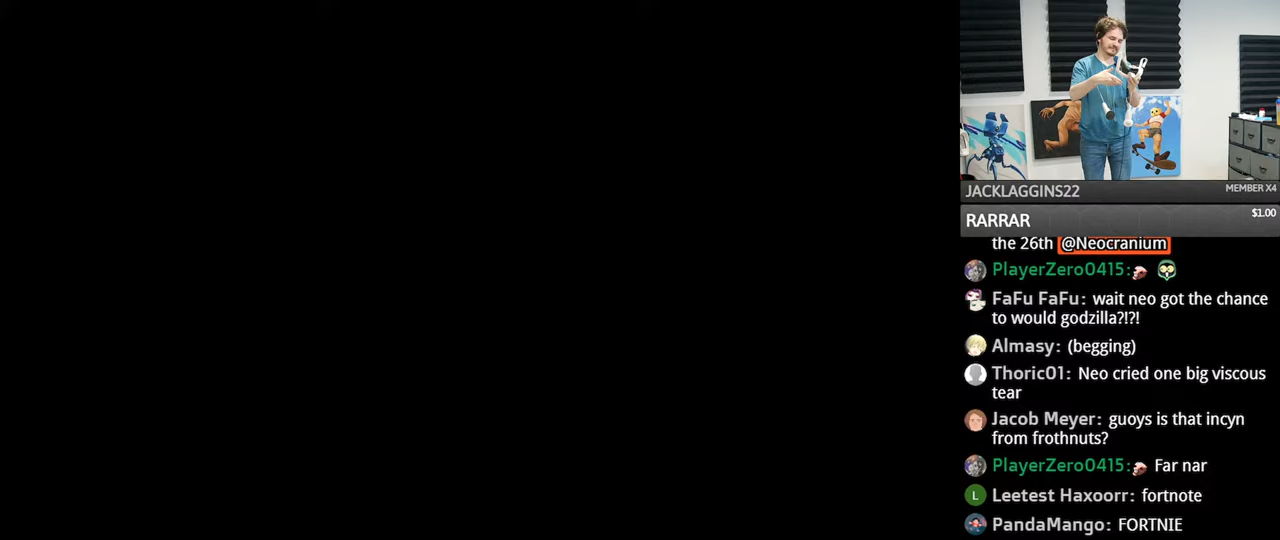 JACKLAGGINS22
MEMBER X4
RARRAR
$1.00
the 26th @Neocranium
PlayerZero0415:
FaFu FaFu: wait neo got the chance
to would godzilla?!?!
Almasy: (begging)
Thoric01: Neo cried one big viscous
tear
Jacob Meyer: guoys is that incyn
from frothnuts?
PlayerZero0415: Far nar
L
Leetest Haxoorr: fortnote
PandaMango: FORTNIE